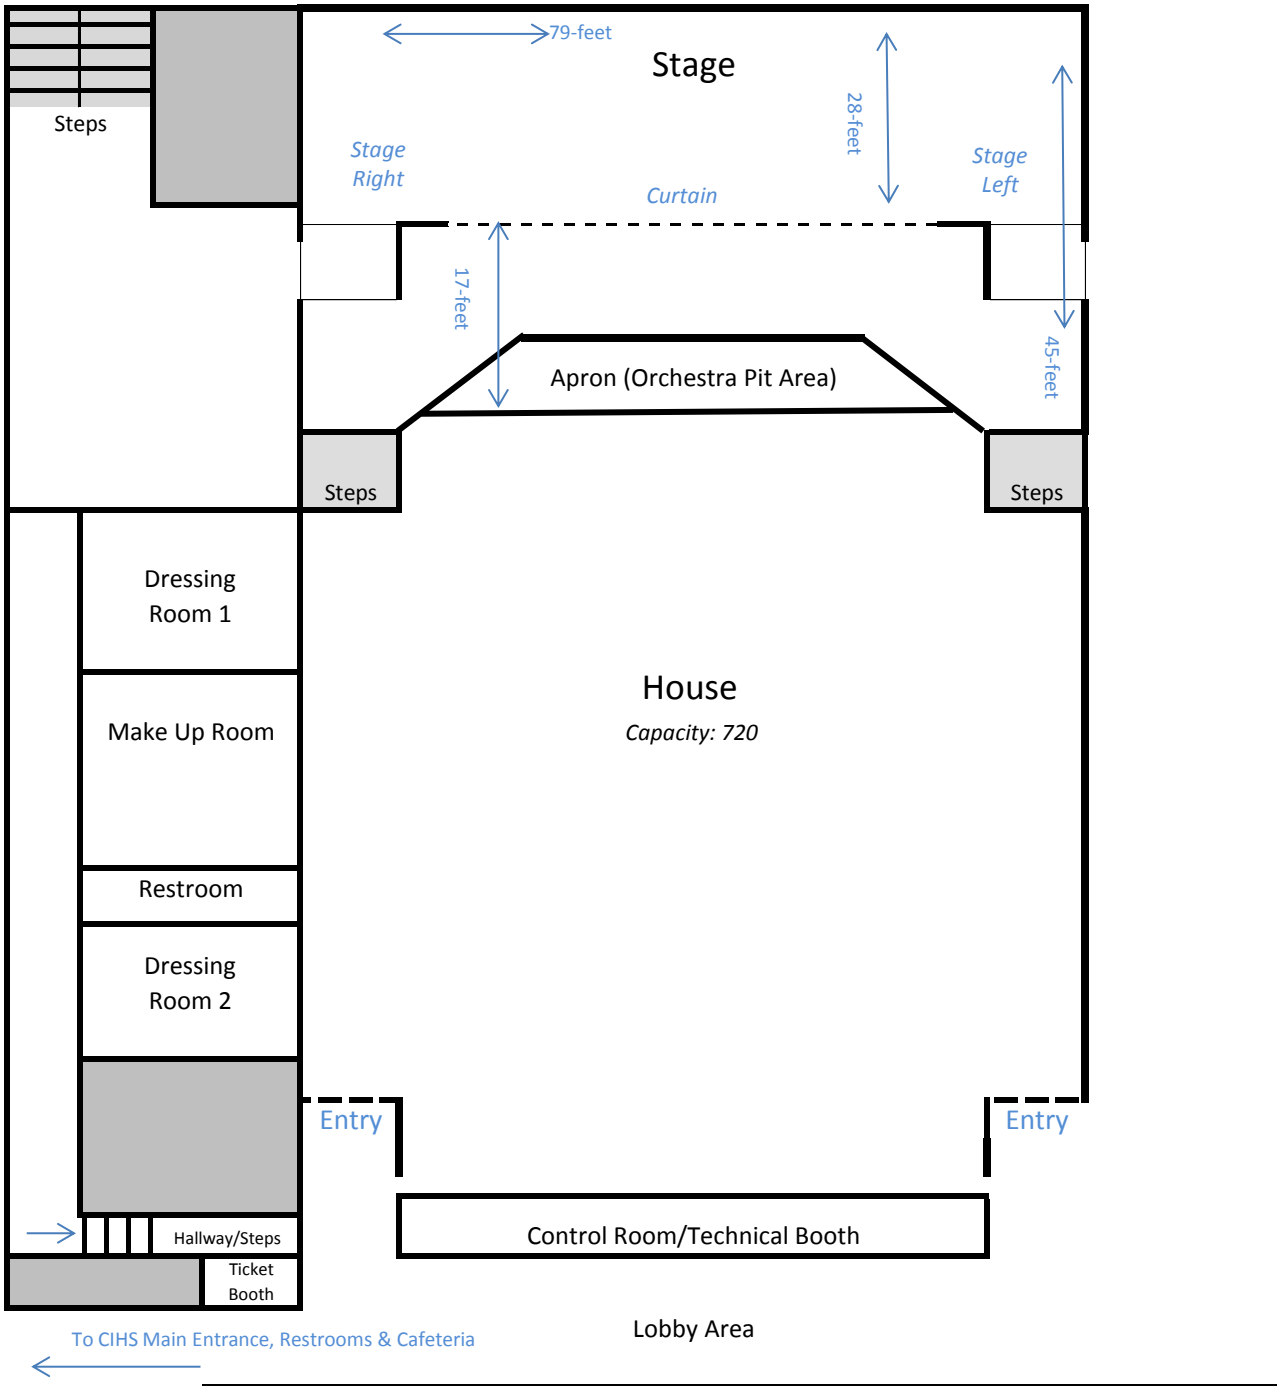 79-feet
Stage
28-feet
Steps
Stage
Right
Stage
Left
Curtain
17-feet
45-feet
Apron (Orchestra Pit Area)
Steps
Steps
Dressing
Room 1
House
Capacity: 720
Make Up Room
Restroom
Dressing
Room 2
Entry
Entry
Hallway/Steps
Control Room/Technical Booth
Ticket
Booth
Lobby Area
To CIHS Main Entrance, Restrooms & Cafeteria